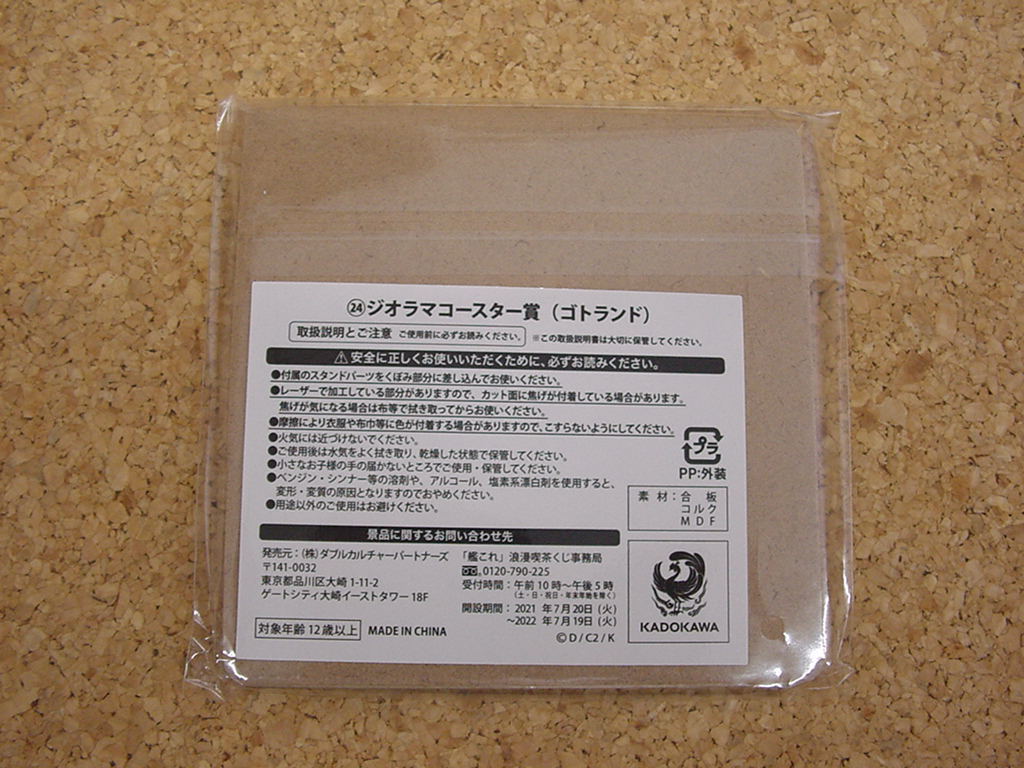 ㉔ジオラマコースター賞（ゴトランド）
取扱説明とご注意 ご使用前に必ずお読みください。 ※この取扱説明書は大切に保管してください。
⚠安全に正しくお使いいただくために、必ずお読みください。
●付属のスタンドパーツをくぼみ部分に差し込んでお使いください。
●レーザーで加工している部分がありますので、カット面に焦げが付着している場合があります。
焦げが気になる場合は布等で拭き取ってからお使いください。
●摩擦により衣服や布巾等に色が付着する場合がありますので、こすらないようにしてください。
●火気には近づけないでください。
●ご使用後は水気をよく拭き取り、乾燥した状態で保管してください。
●小さなお子様の手の届かないところでご使用・保管してください。
●ベンジン・シンナー等の溶剤や、アルコール、塩素系漂白剤を使用すると、
変形・変質の原因となりますのでおやめください。
●用途以外のご使用はお避けください。
プラ
PP:外装
素材：合板
コルク
MDF
景品に関するお問い合わせ先
発売元：（株）ダブルカルチャーパートナーズ
〒141-0032
東京都品川区大崎 1-11-2
ゲートシティ大崎イーストタワー 18F
「艦これ」浪漫喫茶くじ事務局
0120-790-225
受付時間：午前 10 時～午後 5 時
（土・日・祝日・年末年始を除く）
開設期間：2021 年 7 月 20 日（火）
～2022 年 7 月 19 日（火）
対象年齢 12 歳以上 MADE IN CHINA
©D/C2/K
KADOKAWA